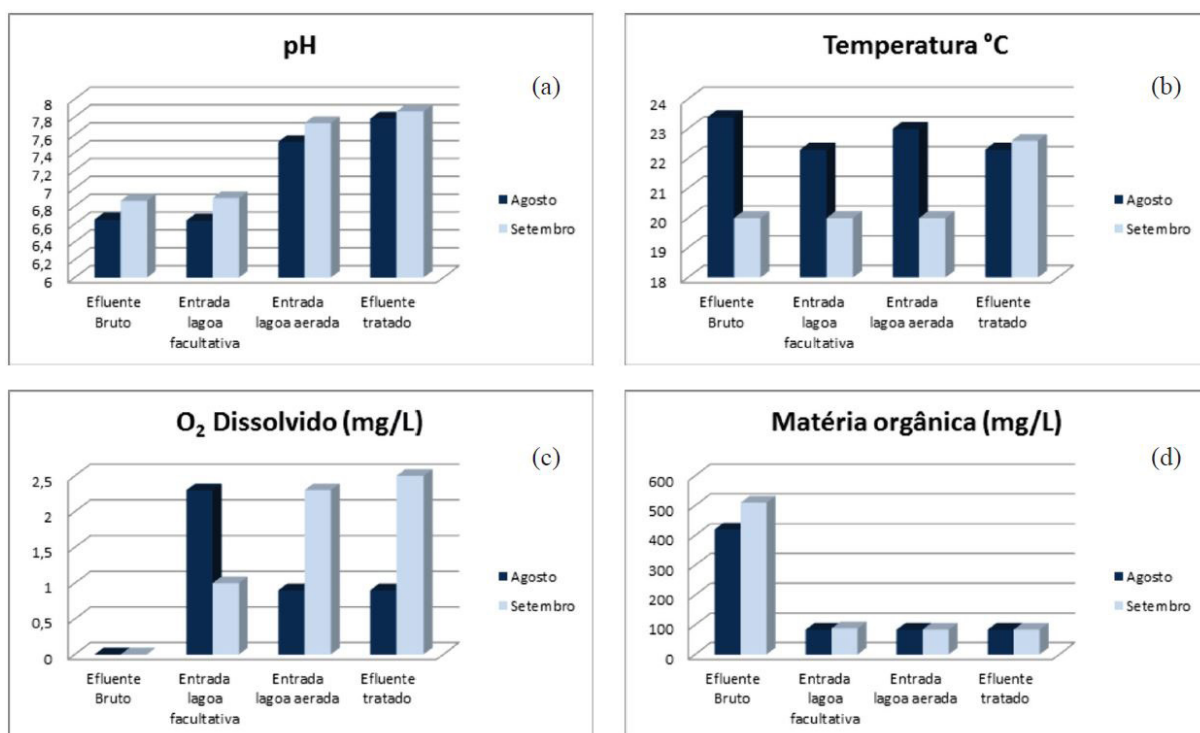 pH
(a)
8
7,8
7,6
7,4
7,2
7
6,8
6,6
6,4
6,2
6
Efluente
Bruto
Entrada
lagoa
facultativa
Entrada
lagoa aerada
Efluente
tratado
Agosto
Setembro
Temperatura °C
(b)
24
23
22
21
20
19
18
Efluente
Bruto
Entrada
lagoa
facultativa
Entrada
lagoa aerada
Efluente
tratado
Agosto
Setembro
O₂ Dissolvido (mg/L)
(c)
2,5
2
1,5
1
0,5
0
Efluente
Bruto
Entrada
lagoa
facultativa
Entrada
lagoa aerada
Efluente
tratado
Agosto
Setembro
Matéria orgânica (mg/L)
(d)
600
500
400
300
200
100
0
Efluente
Bruto
Entrada
lagoa
facultativa
Entrada
lagoa aerada
Efluente
tratado
Agosto
Setembro